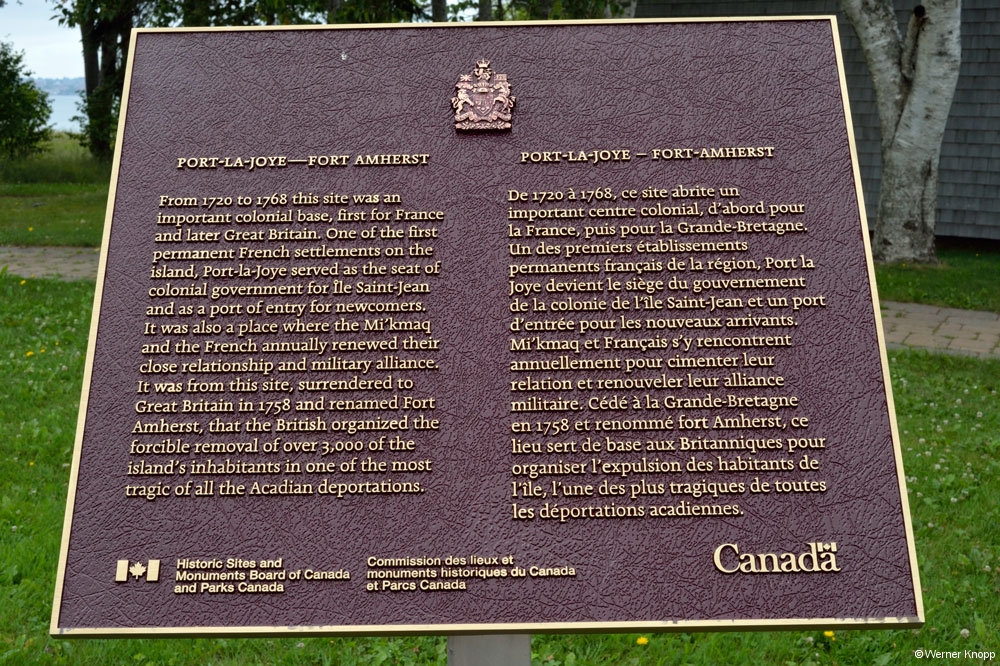 PORT-LA-JOYE—FORT AMHERST
From 1720 to 1768 this site was an
important colonial base, first for France
and later Great Britain. One of the first
permanent French settlements on the
island, Port-la-Joye served as the seat of
colonial government for Île Saint-Jean
and as a port of entry for newcomers.
It was also a place where the Mi'kmaq
and the French annually renewed their
close relationship and military alliance.
It was from this site, surrendered to
Great Britain in 1758 and renamed Fort
Amherst, that the British organized the
forcible removal of over 3,000 of the
island's inhabitants in one of the most
tragic of all the Acadian deportations.
PORT-LA-JOYE – FORT-AMHERST
De 1720 à 1768, ce site abrite un
important centre colonial, d'abord pour
la France, puis pour la Grande-Bretagne.
Un des premiers établissements
permanents français de la région, Port la
Joye devient le siège du gouvernement
de la colonie de l'île Saint-Jean et un port
d'entrée pour les nouveaux arrivants.
Mi'kmaq et Français s'y rencontrent
annuellement pour cimenter leur
relation et renouveler leur alliance
militaire. Cédé à la Grande-Bretagne
en 1758 et renommé fort Amherst, ce
lieu sert de base aux Britanniques pour
organiser l'expulsion des habitants de
l'île, l'une des plus tragiques de toutes
les déportations acadiennes.
Historic Sites and
Monuments Board of Canada
and Parks Canada
Commission des lieux et
monuments historiques du Canada
et Parcs Canada
Canada
©Werner Knopp